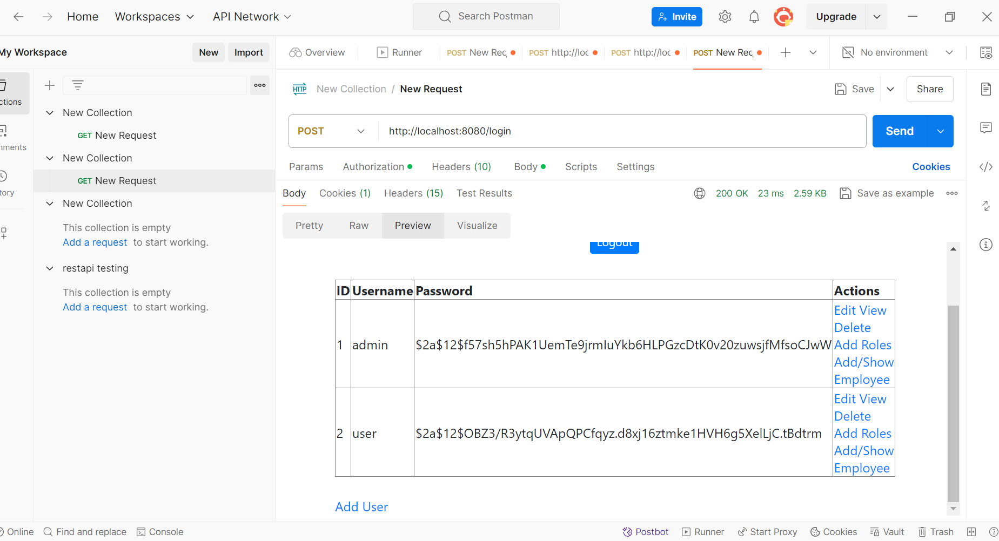 Home Workspaces API Network Search Postman Invite Upgrade
My Workspace New Import
Overview Runner POST New Rec POST http://loc POST http://loc POST New Rec No environment
ctions
nments
tory
New Collection
GET New Request
New Collection
GET New Request
New Collection
This collection is empty
Add a request to start working.
restapi testing
This collection is empty
Add a request to start working.
HTTP New Collection / New Request Save Share
POST http://localhost:8080/login Send
Params Authorization Headers (10) Body Scripts Settings Cookies
Body Cookies (1) Headers (15) Test Results 200 OK 23 ms 2.59 KB Save as example
Pretty Raw Preview Visualize
Logout
ID Username Password Actions
1 admin $2a$12$f57sh5hPAK1UemTe9jrmIuYkb6HLPGzcDtK0v20zuwsjfMfsoCJwW Edit View
Delete
Add Roles
Add/Show
Employee
2 user $2a$12$OBZ3/R3ytqUVApQPCfqyz.d8xj16ztmke1HVH6g5XelLjC.tBdtrm Edit View
Delete
Add Roles
Add/Show
Employee
Add User
Online Find and replace Console Postbot Runner Start Proxy Cookies Vault Trash